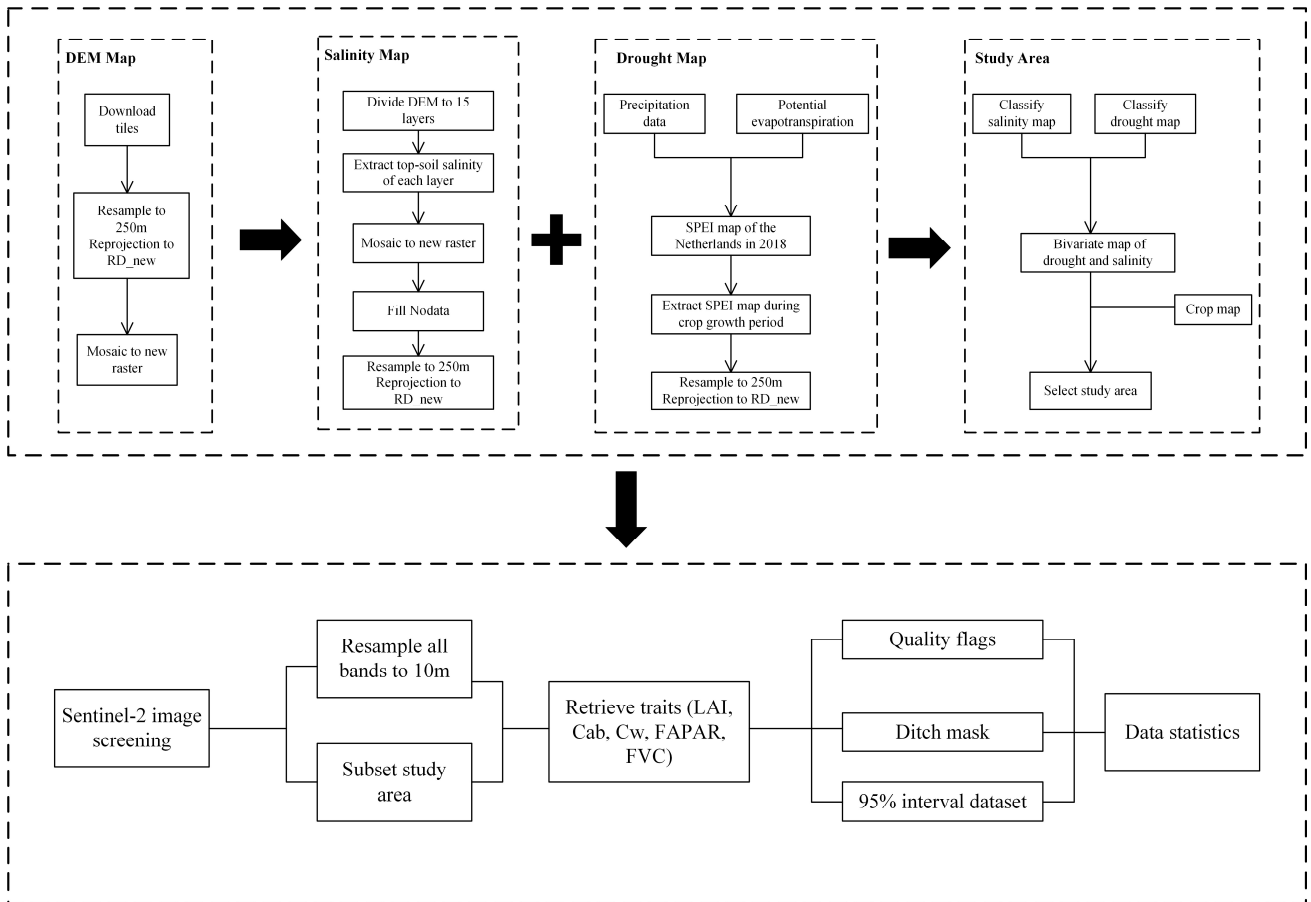 DEM Map
Download
tiles
Resample to
250m
Reprojection to
RD_new
Mosaic to new
raster
Salinity Map
Divide DEM to 15
layers
Extract top-soil salinity
of each layer
Mosaic to new raster
Fill Nodata
Resample to 250m
Reprojection to
RD_new
Drought Map
Precipitation
data
Potential
evapotranspiration
SPEI map of the
Netherlands in 2018
Extract SPEI map during
crop growth period
Resample to 250m
Reprojection to RD_new
Study Area
Classify
salinity map
Classify
drought map
Bivariate map of
drought and salinity
Crop map
Select study area
Sentinel-2 image
screening
Resample all
bands to 10m
Subset study
area
Retrieve traits (LAI,
Cab, Cw, FAPAR,
FVC)
Quality flags
Ditch mask
95% interval dataset
Data statistics